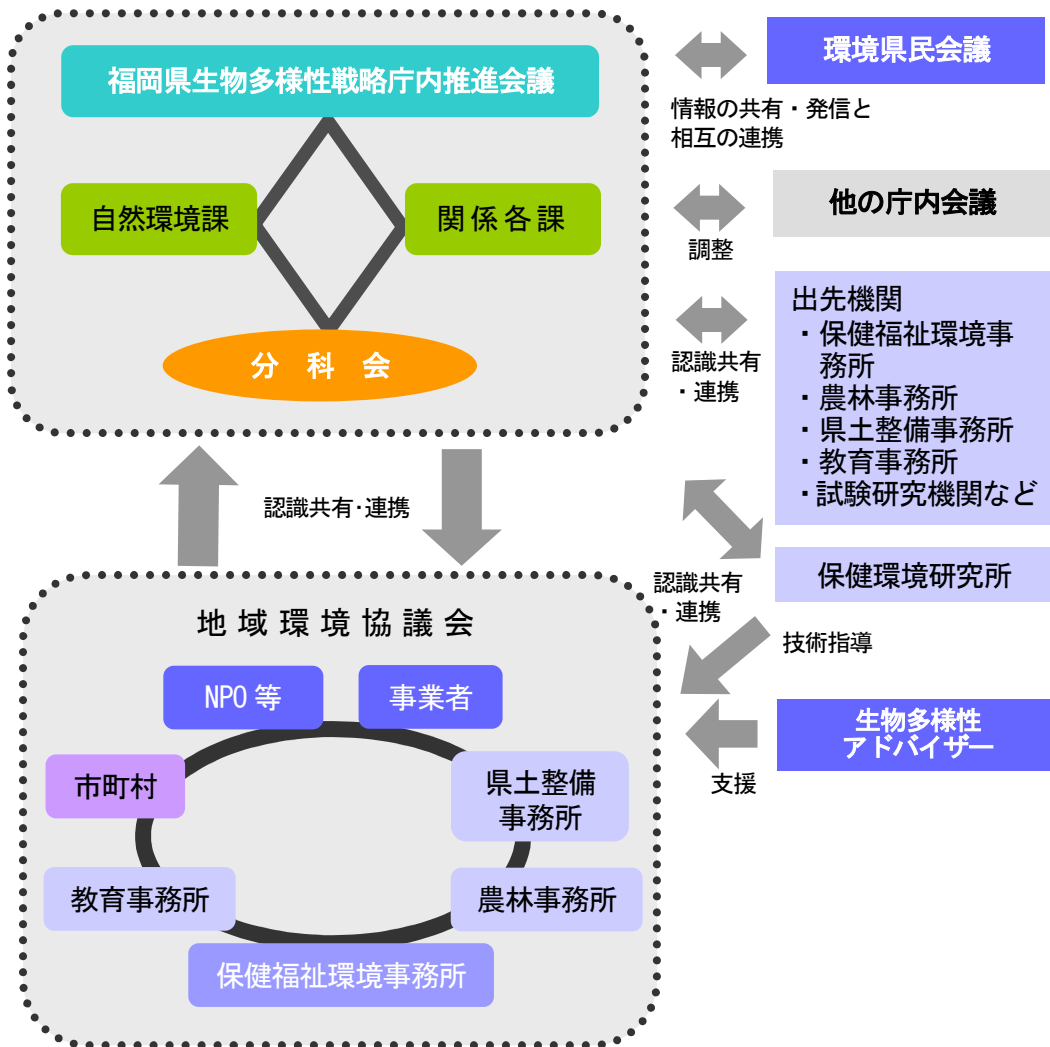 福岡県生物多様性戦略庁内推進会議
自然環境課
関係各課
分科会
環境県民会議
情報の共有・発信と
相互の連携
他の庁内会議
調整
出先機関
・保健福祉環境事
務所
・農林事務所
・県土整備事務所
・教育事務所
・試験研究機関など
認識共有
・連携
認識共有・連携
保健環境研究所
認識共有
・連携
技術指導
生物多様性
アドバイザー
支援
地域環境協議会
NPO等
事業者
市町村
県土整備
事務所
教育事務所
農林事務所
保健福祉環境事務所